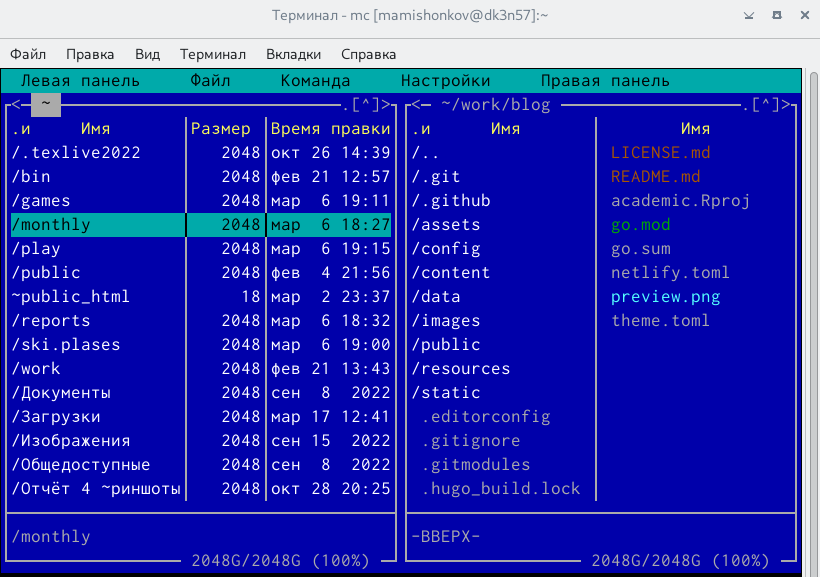 Терминал - mc [mamishonkov@dk3n57]:~
Файл Правка Вид Терминал Вкладки Справка
Левая панель Файл Команда Настройки Правая панель
<- ~ .[^]> <- ~/work/blog .[^]>
.и Имя Размер Время правки .и Имя Имя
/.texlive2022 2048 окт 26 14:39 /.. LICENSE.md
/bin 2048 фев 21 12:57 /.git README.md
/games 2048 мар 6 19:11 /.github academic.Rproj
/monthly 2048 мар 6 18:27 /assets go.mod
/play 2048 мар 6 19:15 /config go.sum
/public 2048 фев 4 21:56 /content netlify.toml
~public_html 18 мар 2 23:37 /data preview.png
/reports 2048 мар 6 18:32 /images theme.toml
/ski.plases 2048 мар 6 19:00 /public
/work 2048 фев 21 13:43 /resources
/Документы 2048 сен 8 2022 /static
/Загрузки 2048 мар 17 12:41 .editorconfig
/Изображения 2048 сен 15 2022 .gitignore
/Общедоступные 2048 сен 8 2022 .gitmodules
/Отчёт 4 ~риншоты 2048 окт 28 20:25 .hugo_build.lock
/monthly -ВВЕРХ-
2048G/2048G (100%) 2048G/2048G (100%)